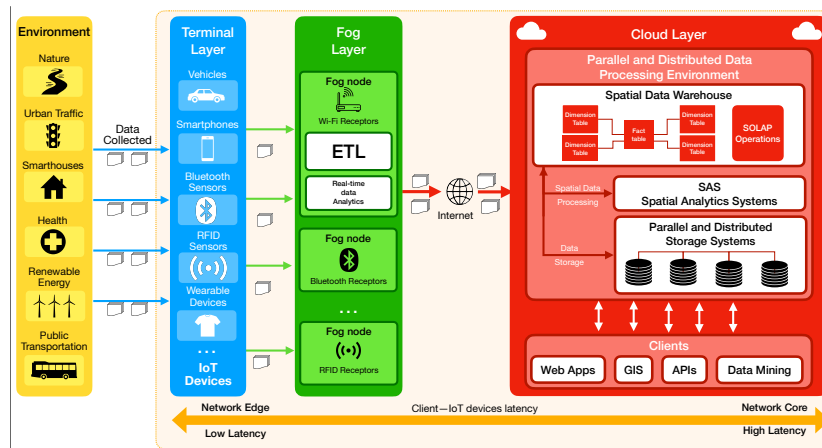 Environment
Nature
Urban Traffic
Smarthouses
Health
Renewable
Energy
Public
Transportation
Data
Collected
Terminal
Layer
Vehicles
Smartphones
Bluetooth
Sensors
RFID
Sensors
Wearable
Devices
...
IoT
Devices
Fog
Layer
Fog node
Wi-Fi Receptors
ETL
Real-time
data
Analytics
Fog node
Bluetooth Receptors
...
Fog node
RFID Receptors
Internet
Cloud Layer
Parallel and Distributed Data
Processing Environment
Spatial Data Warehouse
Dimension
Table
Dimension
Table
Fact
table
Dimension
Table
Dimension
Table
SOLAP
Operations
Spatial Data
Processing
SAS
Spatial Analytics Systems
Data
Storage
Parallel and Distributed
Storage Systems
Clients
Web Apps
GIS
APIs
Data Mining
Network Edge
Client—IoT devices latency
Network Core
Low Latency
High Latency